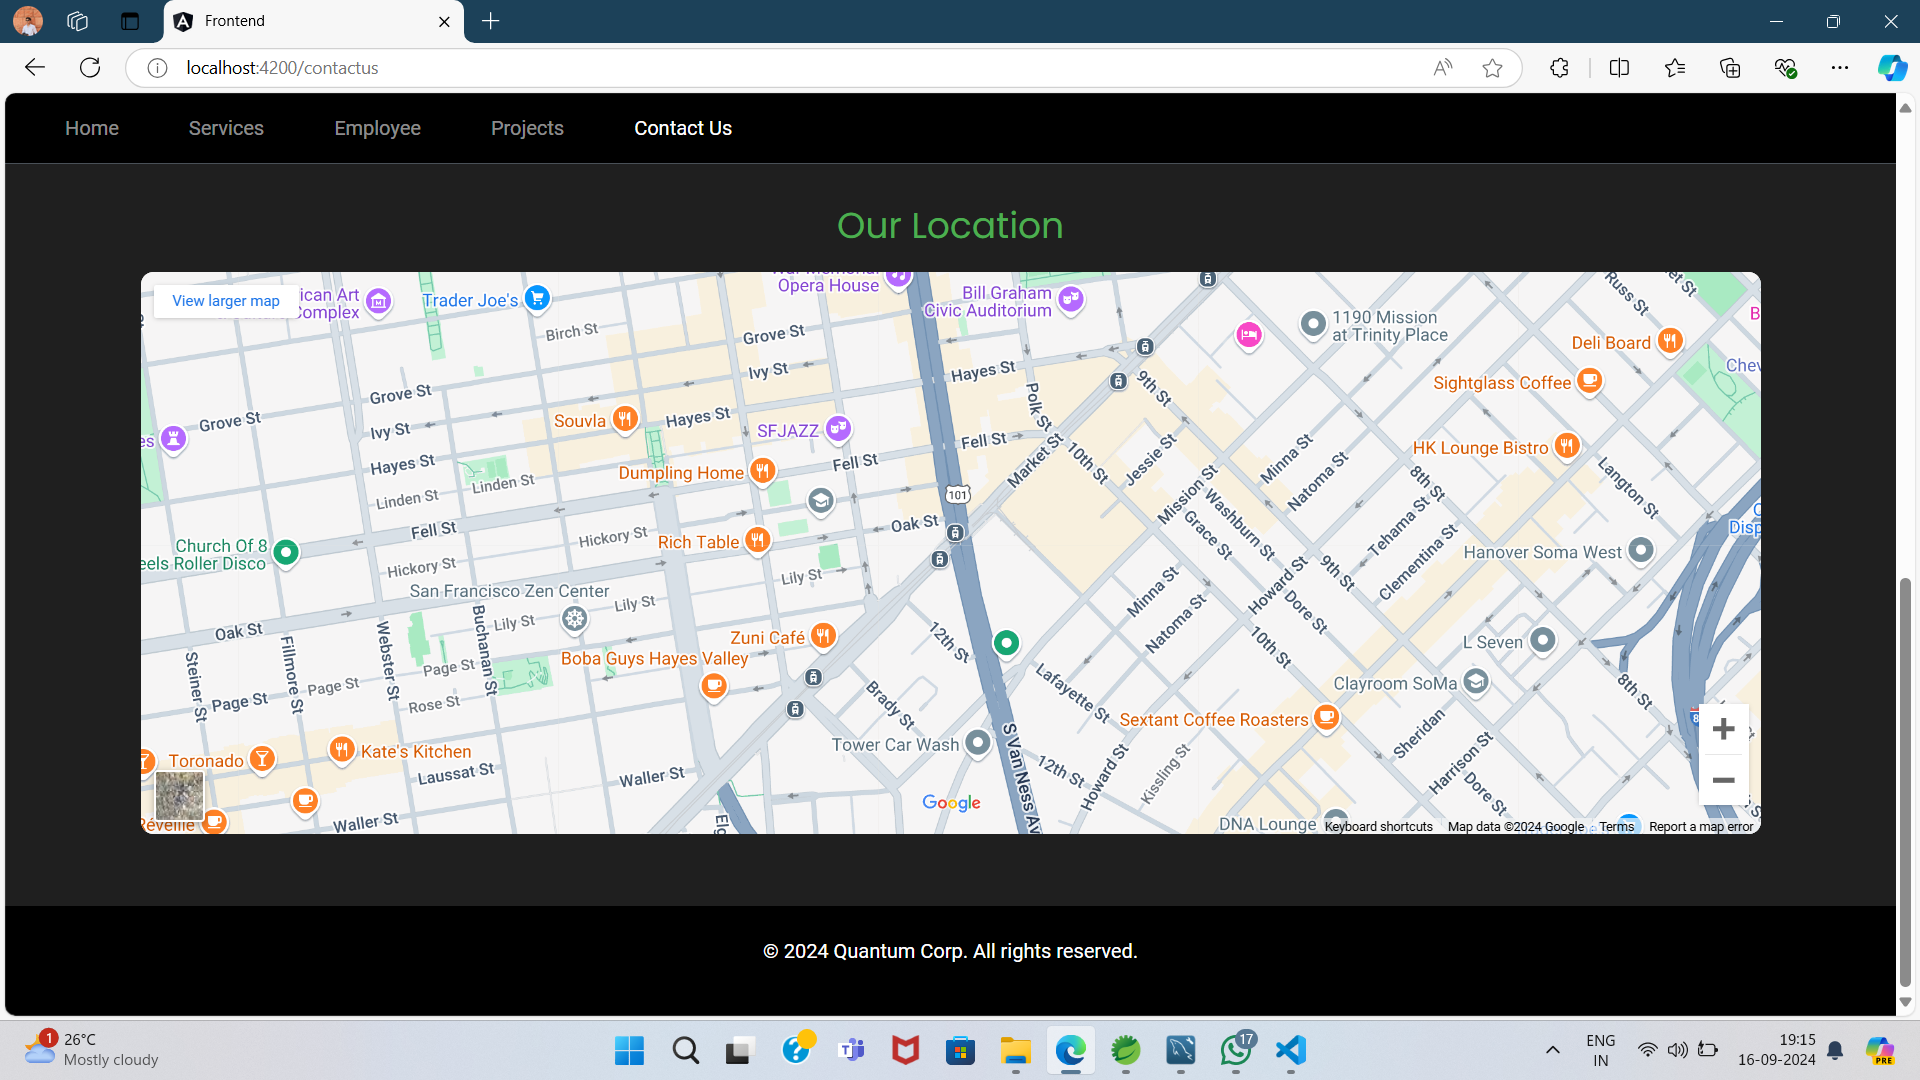 Frontend
localhost:4200/contactus
Home
Services
Employee
Projects
Contact Us
Our Location
View larger map
ican Art
Complex
Trader Joe's
Opera House
Bill Graham
Civic Auditorium
1190 Mission
at Trinity Place
Russ St
Deli Board
Sightglass Coffee
HK Lounge Bistro
Birch St
Grove St
Ivy St
Hayes St
Polk St
9th St
Grove St
Grove St
Ivy St
Hayes St
Souvla
Hayes St
SFJAZZ
Fell St
Fell St
Market St
10th St
Jessie St
Mission St
Minna St
Natoma St
8th St
Langton St
Dumpling Home
Linden St
Linden St
Fell St
101
Oak St
Washburn St
Grace St
Tehama St
Clementina St
9th St
Hanover Soma West
Church Of 8
eels Roller Disco
Hickory St
Hickory St
Rich Table
Lily St
San Francisco Zen Center
Lily St
Lily St
Minna St
Natoma St
Howard St
Dore St
10th St
Oak St
Buchanan St
Webster St
Fillmore St
Steiner St
Zuni Café
Boba Guys Hayes Valley
12th St
L Seven
Clayroom SoMa
8th St
Page St
Page St
Page St
Rose St
Brady St
Lafayette St
Sextant Coffee Roasters
Sheridan
Harrison St
Dore St
Toronado
Kate's Kitchen
Laussat St
Waller St
Waller St
Tower Car Wash
S Van Ness Av
12th St
Howard St
Kissling St
Réveille
Google
DNA Lounge
Keyboard shortcuts
Map data ©2024 Google
Terms
Report a map error
© 2024 Quantum Corp. All rights reserved.
1
26°C
Mostly cloudy
17
ENG
IN
19:15
16-09-2024
PRE